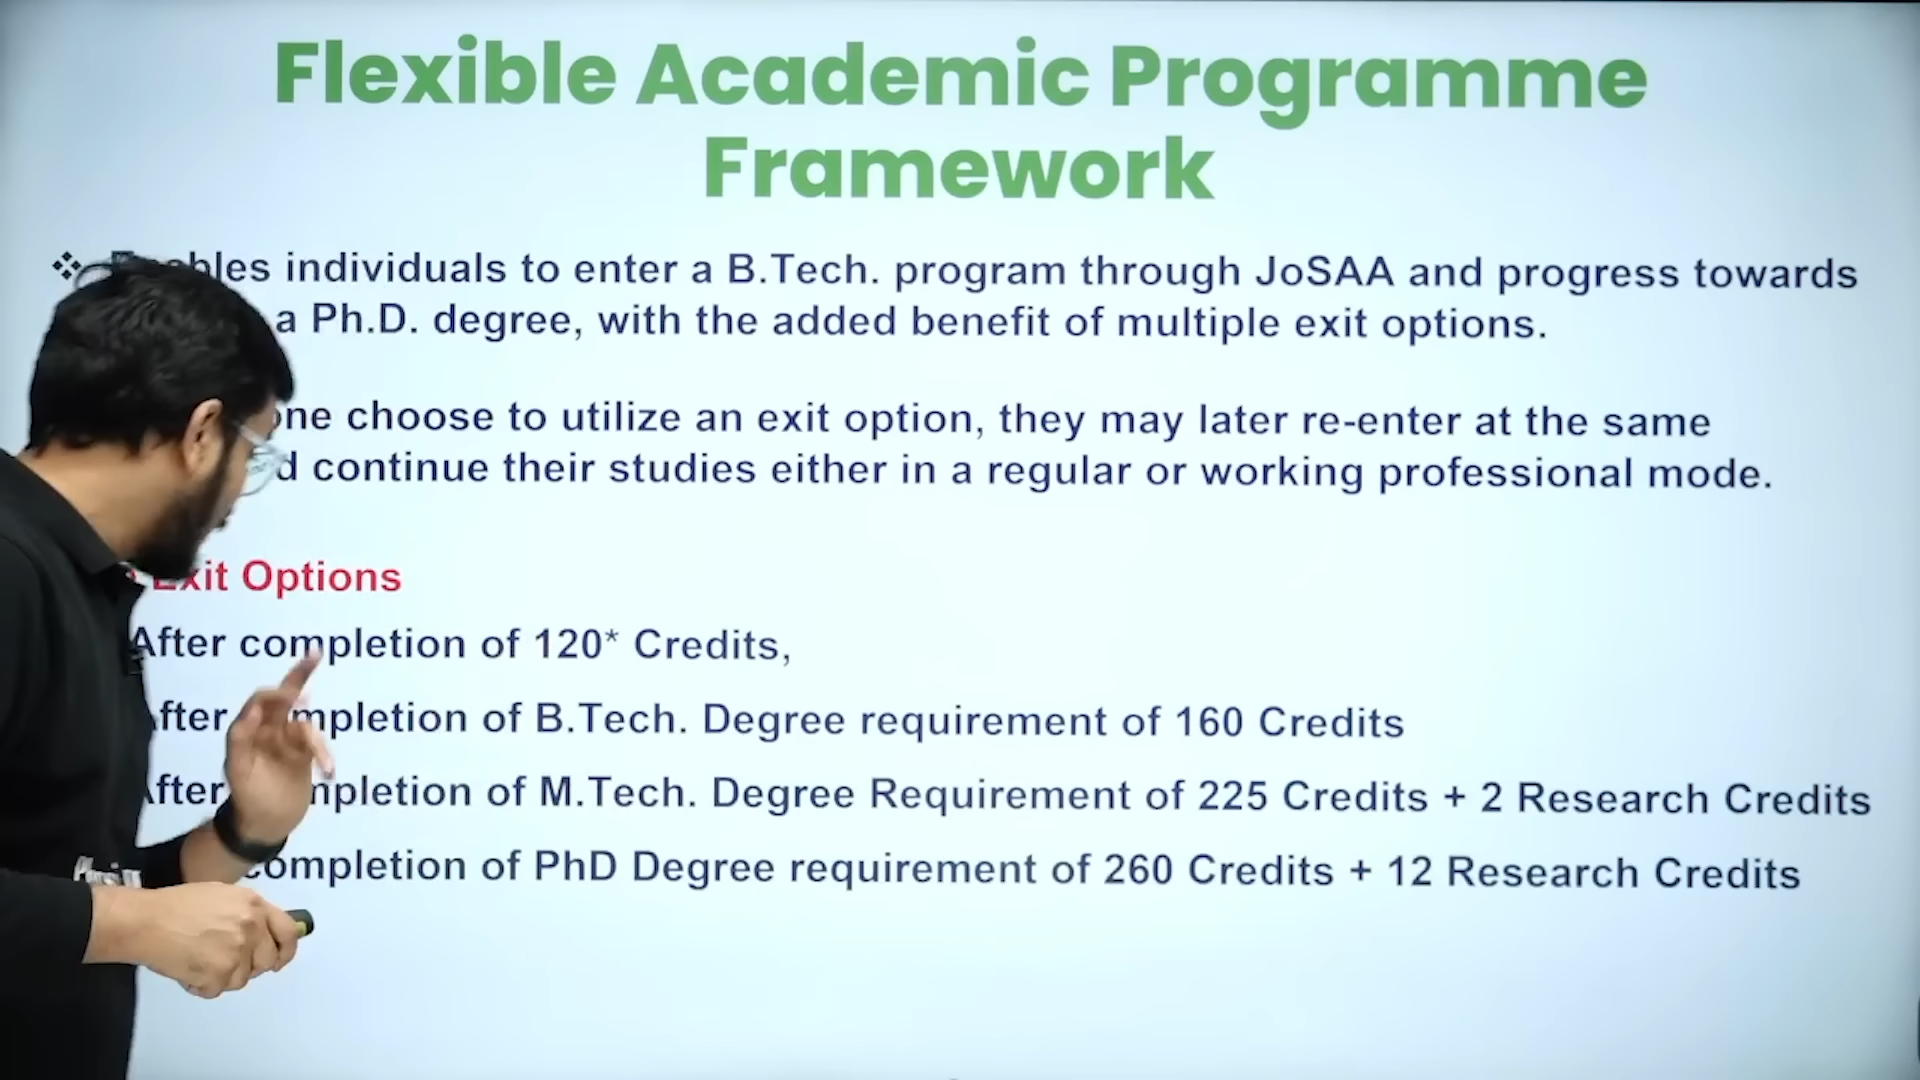 Flexible Academic Programme
Framework
❖ Enables individuals to enter a B.Tech. program through JoSAA and progress towards
a Ph.D. degree, with the added benefit of multiple exit options.
one choose to utilize an exit option, they may later re-enter at the same
continue their studies either in a regular or working professional mode.
Exit Options
After completion of 120* Credits,
After completion of B.Tech. Degree requirement of 160 Credits
After completion of M.Tech. Degree Requirement of 225 Credits + 2 Research Credits
completion of PhD Degree requirement of 260 Credits + 12 Research Credits